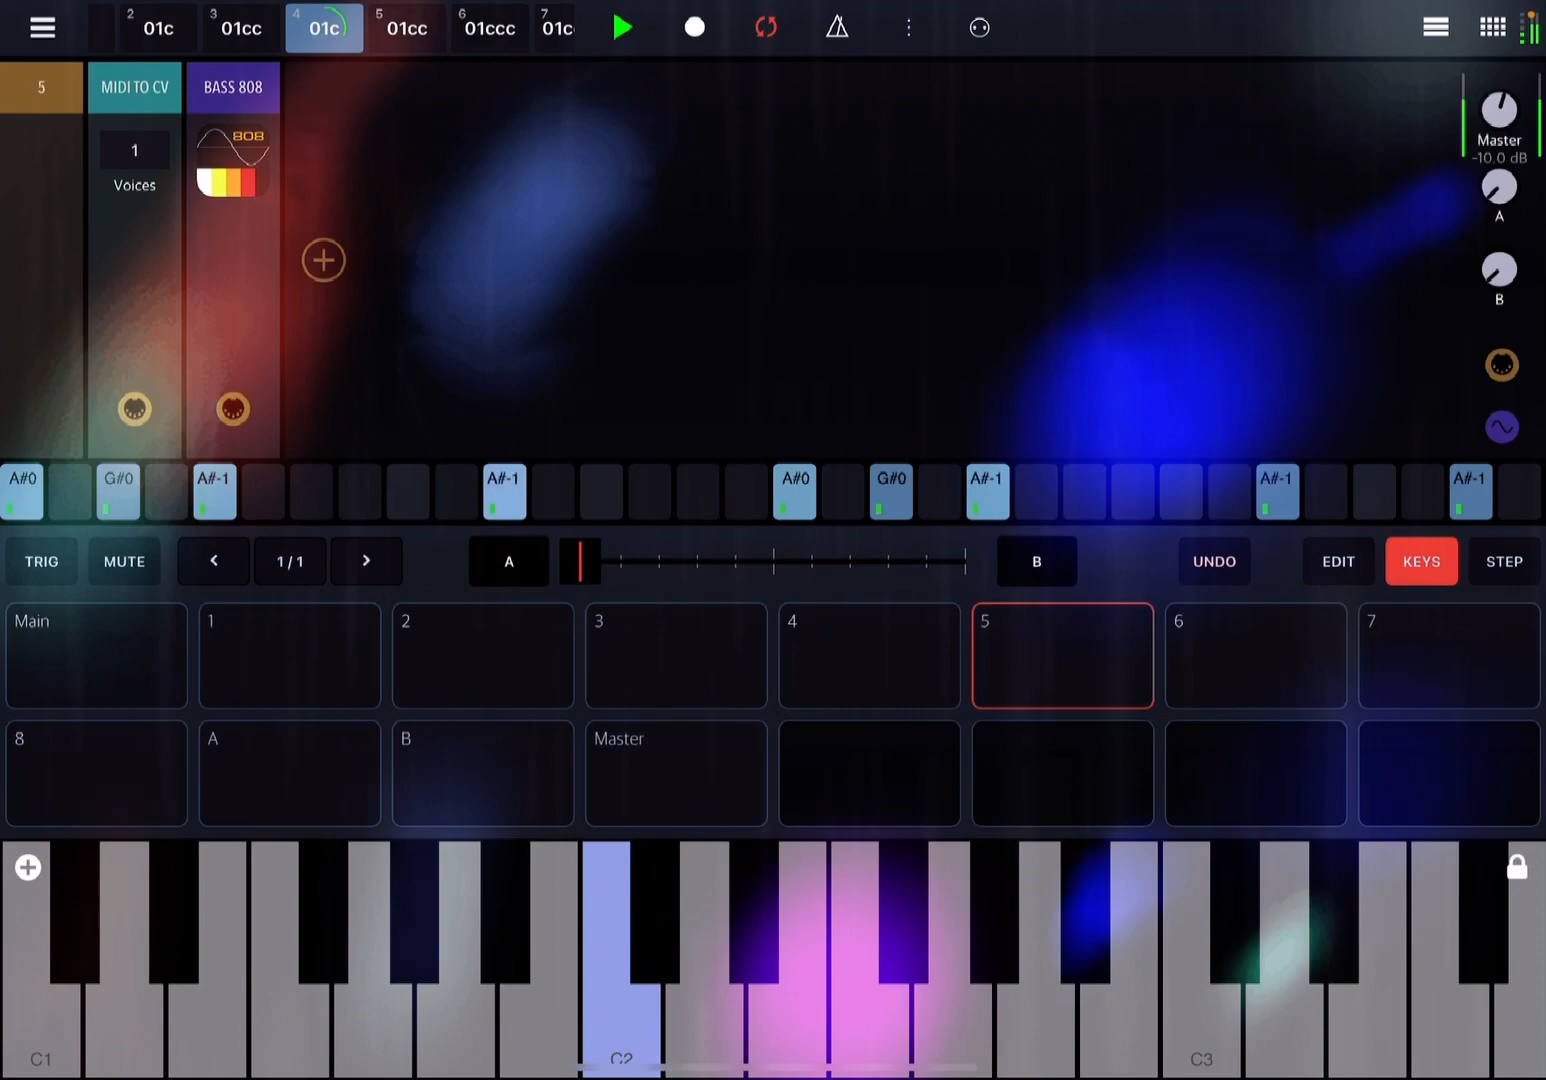 2 01c
3 01cc
4 01c
5 01cc
6 01ccc
7 01c
5
MIDI TO CV
BASS 808
1
Voices
808
Master
-10.0 dB
A
B
A#0
G#0
A#-1
A#-1
A#0
G#0
A#-1
A#-1
A#-1
TRIG
MUTE
<
1/1
>
A
B
UNDO
EDIT
KEYS
STEP
Main
1
2
3
4
5
6
7
8
A
B
Master
C1
C2
C3